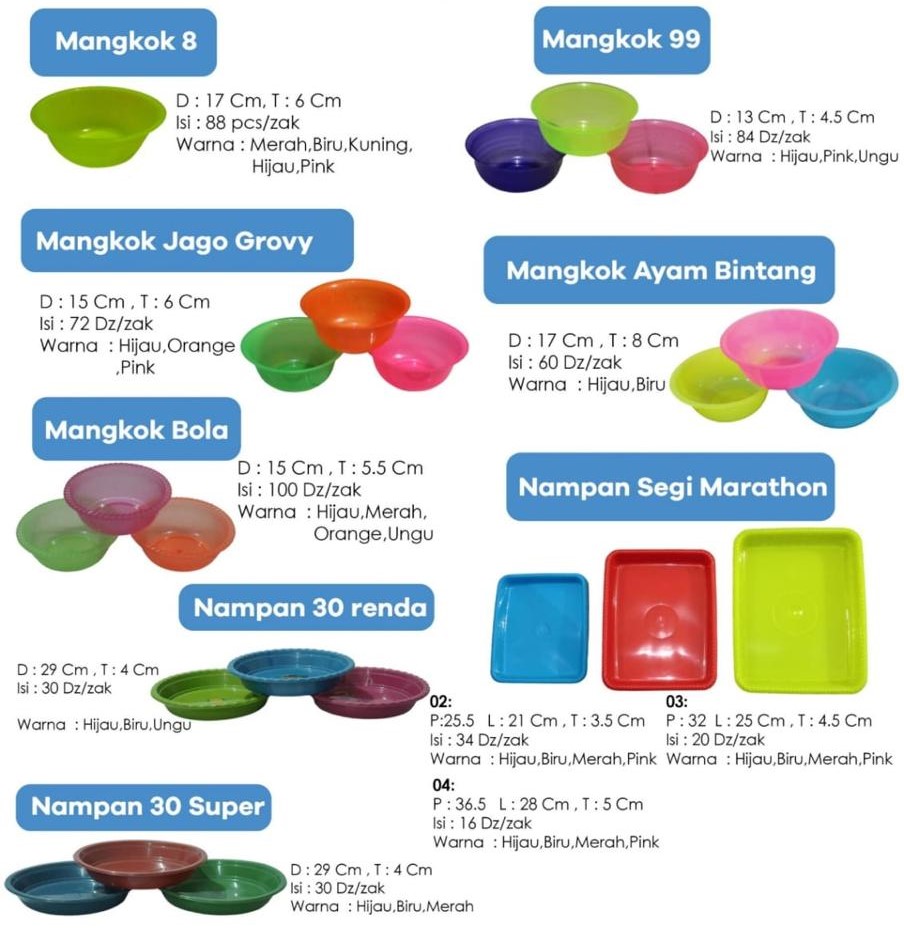 Mangkok 8
D : 17 Cm, T : 6 Cm
Isi : 88 pcs/zak
Warna : Merah,Biru,Kuning,
Hijau,Pink
Mangkok 99
D : 13 Cm , T : 4.5 Cm
Isi : 84 Dz/zak
Warna : Hijau,Pink,Ungu
Mangkok Jago Grovy
D : 15 Cm , T : 6 Cm
Isi : 72 Dz/zak
Warna : Hijau,Orange
,Pink
Mangkok Ayam Bintang
D : 17 Cm , T : 8 Cm
Isi : 60 Dz/zak
Warna : Hijau,Biru
Mangkok Bola
D : 15 Cm , T : 5.5 Cm
Isi : 100 Dz/zak
Warna : Hijau,Merah,
Orange,Ungu
Nampan Segi Marathon
02:
P:25.5 L : 21 Cm , T : 3.5 Cm
Isi : 34 Dz/zak
Warna : Hijau,Biru,Merah,Pink
03:
P : 32 L : 25 Cm , T : 4.5 Cm
Isi : 20 Dz/zak
Warna : Hijau,Biru,Merah,Pink
04:
P : 36.5 L : 28 Cm , T : 5 Cm
Isi : 16 Dz/zak
Warna : Hijau,Biru,Merah,Pink
Nampan 30 renda
D : 29 Cm , T : 4 Cm
Isi : 30 Dz/zak
Warna : Hijau,Biru,Ungu
Nampan 30 Super
D : 29 Cm , T : 4 Cm
Isi : 30 Dz/zak
Warna : Hijau,Biru,Merah